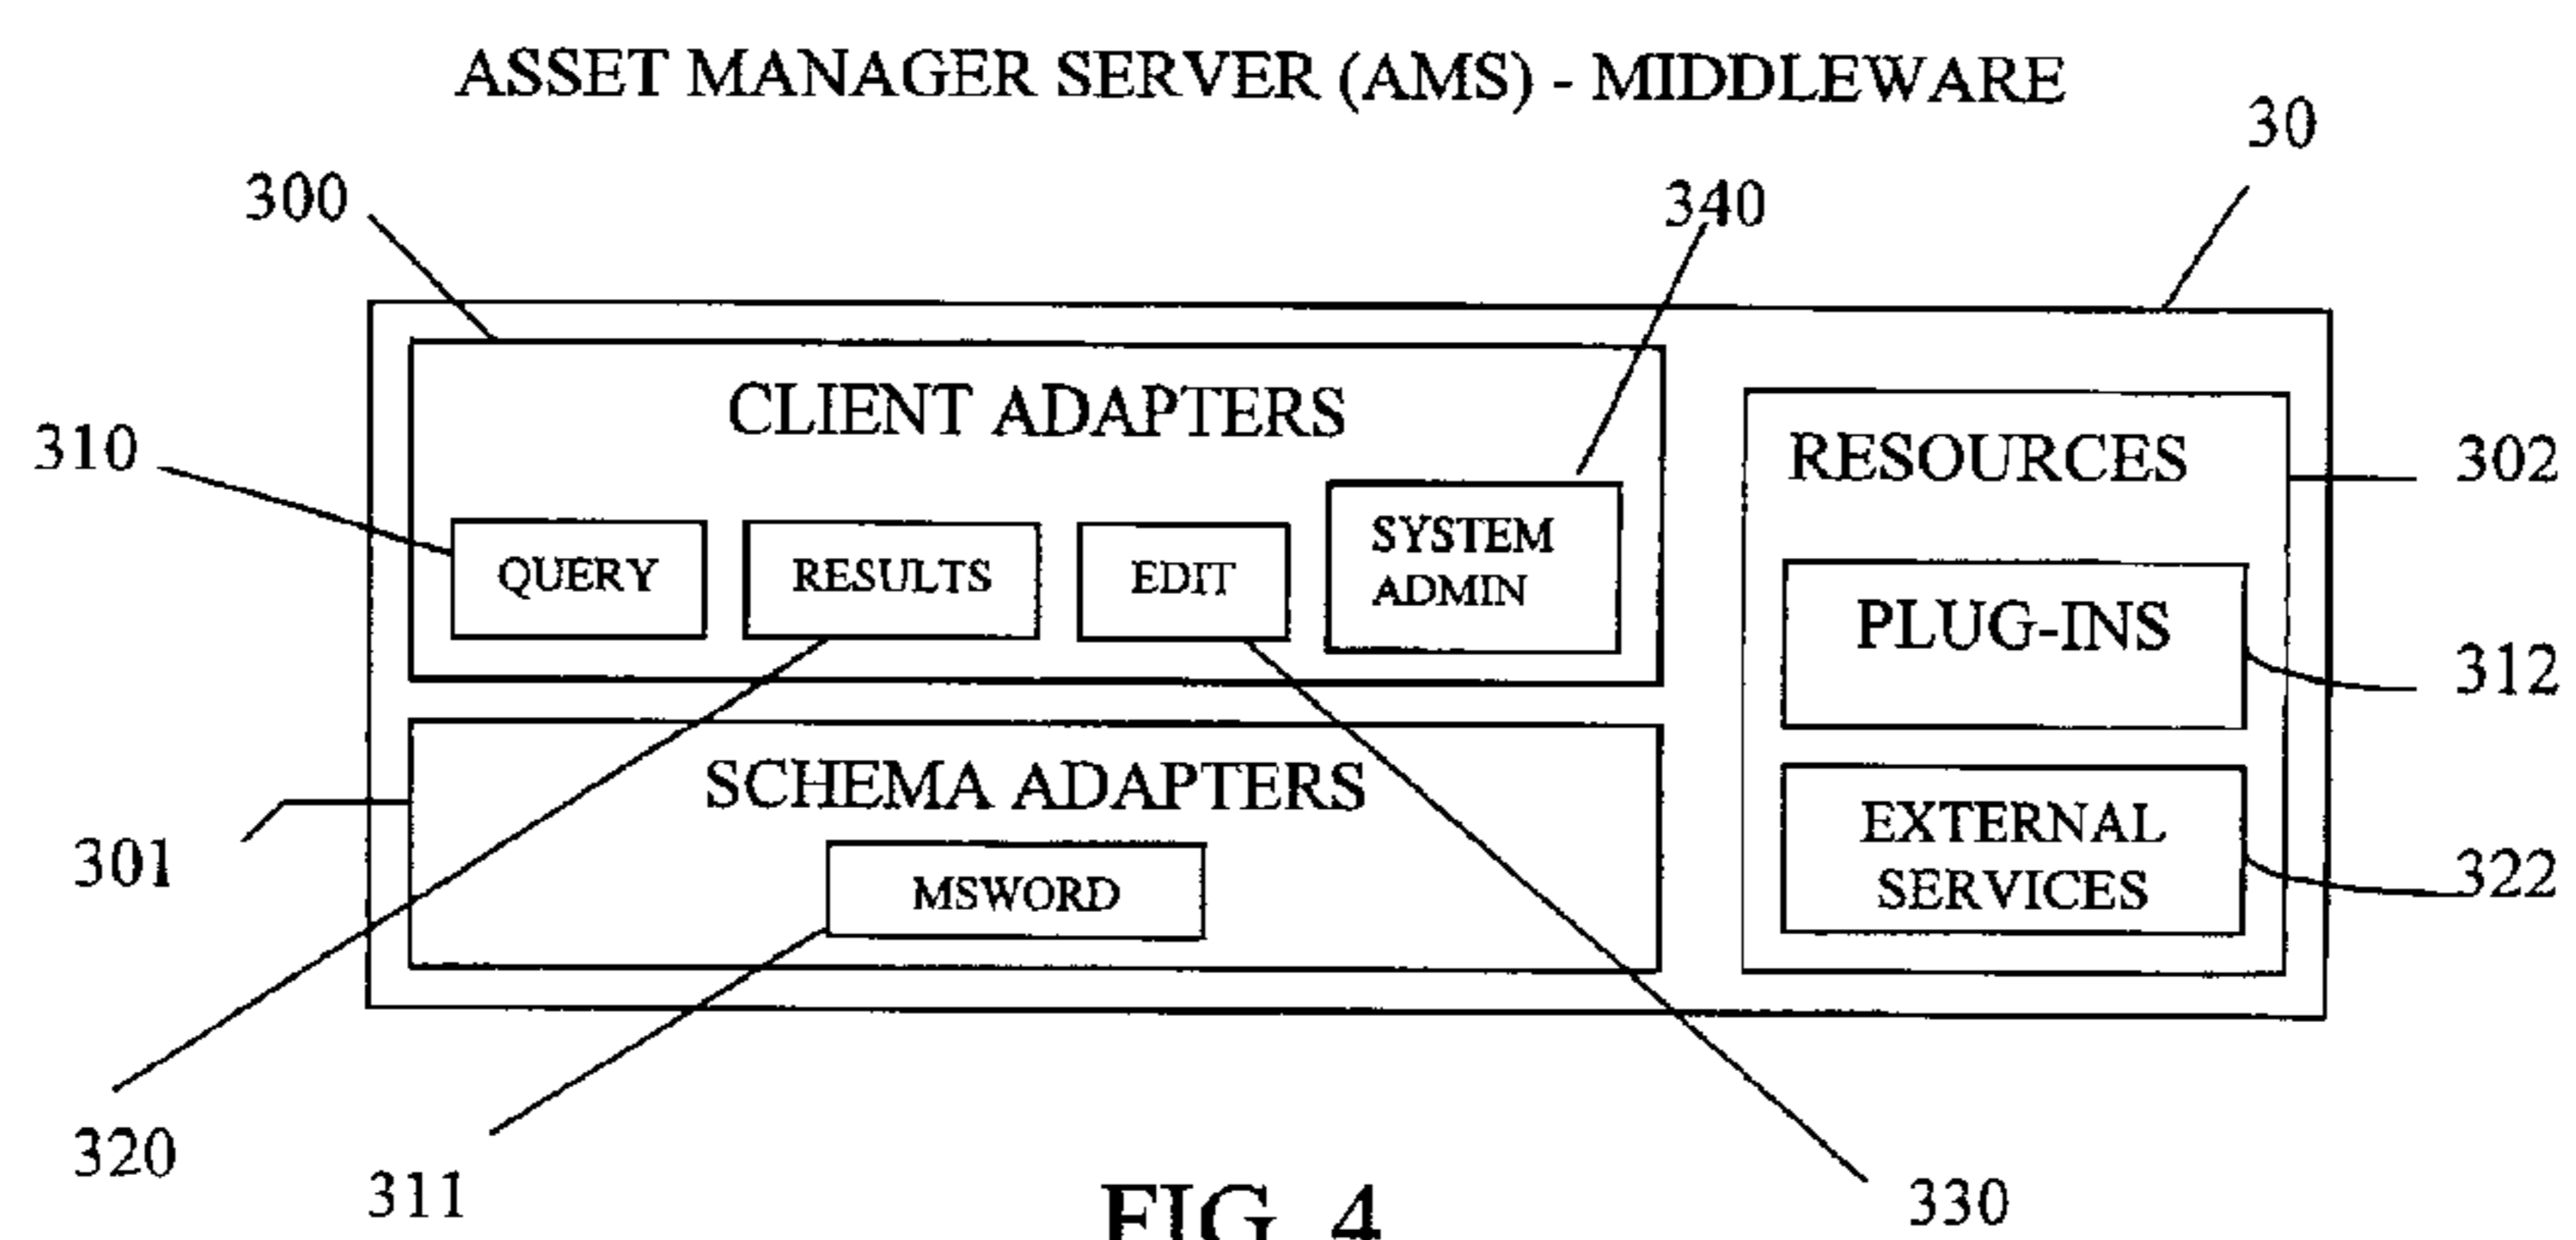 ASSET MANAGER SERVER (AMS) - MIDDLEWARE
30
300
340
CLIENT ADAPTERS
310
QUERY
RESULTS
EDIT
SYSTEM
ADMIN
RESOURCES
302
PLUG-INS
312
SCHEMA ADAPTERS
301
MSWORD
EXTERNAL
SERVICES
322
320
311
330
FIG. 4